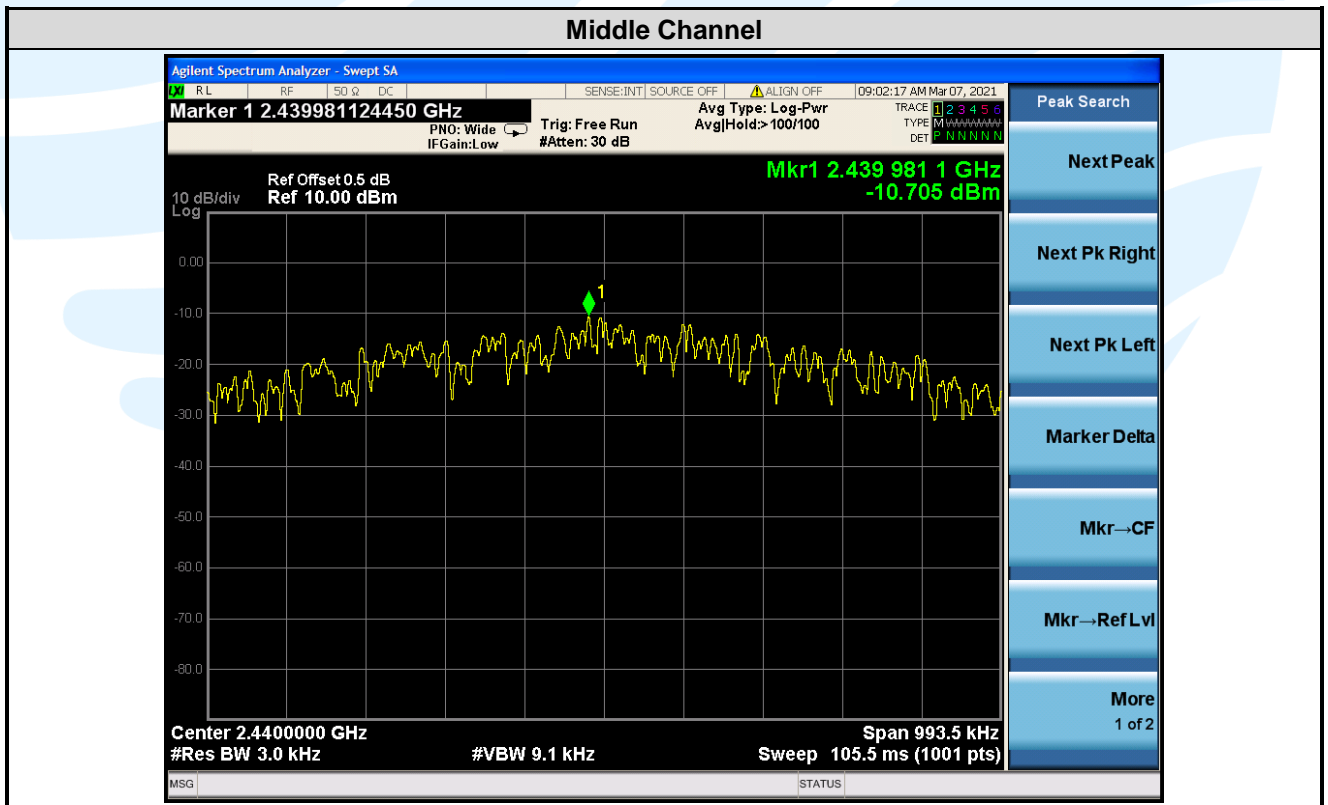 Middle Channel
Agilent Spectrum Analyzer - Swept SA
LXI RL RF 50 Ω DC SENSE:INT SOURCE OFF ALIGN OFF 09:02:17 AM Mar 07, 2021
Marker 1 2.439981124450 GHz
PNO: Wide
IFGain:Low
Trig: Free Run
#Atten: 30 dB
Avg Type: Log-Pwr
Avg|Hold:>100/100
TRACE 1 2 3 4 5 6
TYPE M WWWWW
DET P N N N N N
Peak Search
Next Peak
Next Pk Right
Next Pk Left
Marker Delta
Mkr→CF
Mkr→Ref Lvl
More
1 of 2
Mkr1 2.439 981 1 GHz
-10.705 dBm
Ref Offset 0.5 dB
10 dB/div Ref 10.00 dBm
Log
1
0.00
-10.0
-20.0
-30.0
-40.0
-50.0
-60.0
-70.0
-80.0
Center 2.4400000 GHz Span 993.5 kHz
#Res BW 3.0 kHz #VBW 9.1 kHz Sweep 105.5 ms (1001 pts)
MSG STATUS